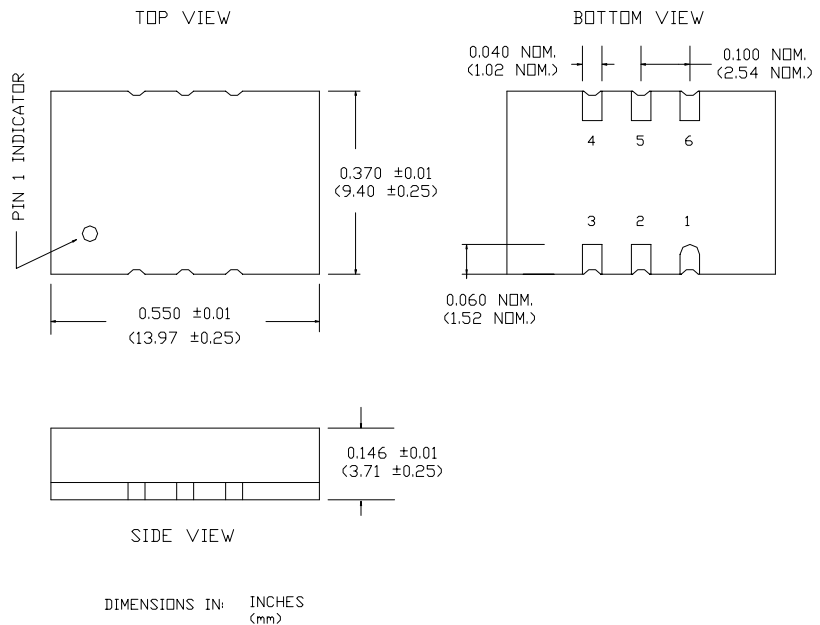 TOP VIEW
PIN 1 INDICATOR
0.370 ±0.01
(9.40 ±0.25)
0.550 ±0.01
(13.97 ±0.25)
BOTTOM VIEW
0.040 NOM.
(1.02 NOM.)
0.100 NOM.
(2.54 NOM.)
4 5 6
3 2 1
0.060 NOM.
(1.52 NOM.)
0.146 ±0.01
(3.71 ±0.25)
SIDE VIEW
DIMENSIONS IN: INCHES
(mm)